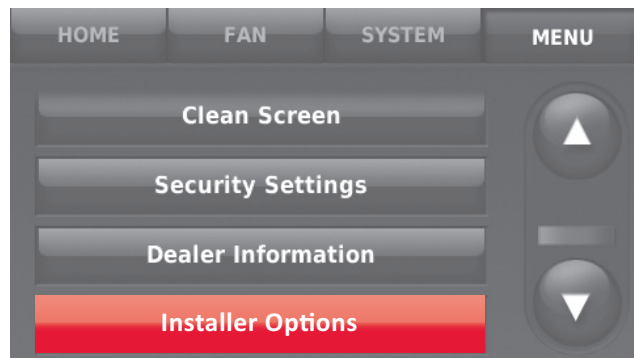 HOME FAN SYSTEM MENU
Clean Screen
Security Settings
Dealer Information
Installer Options